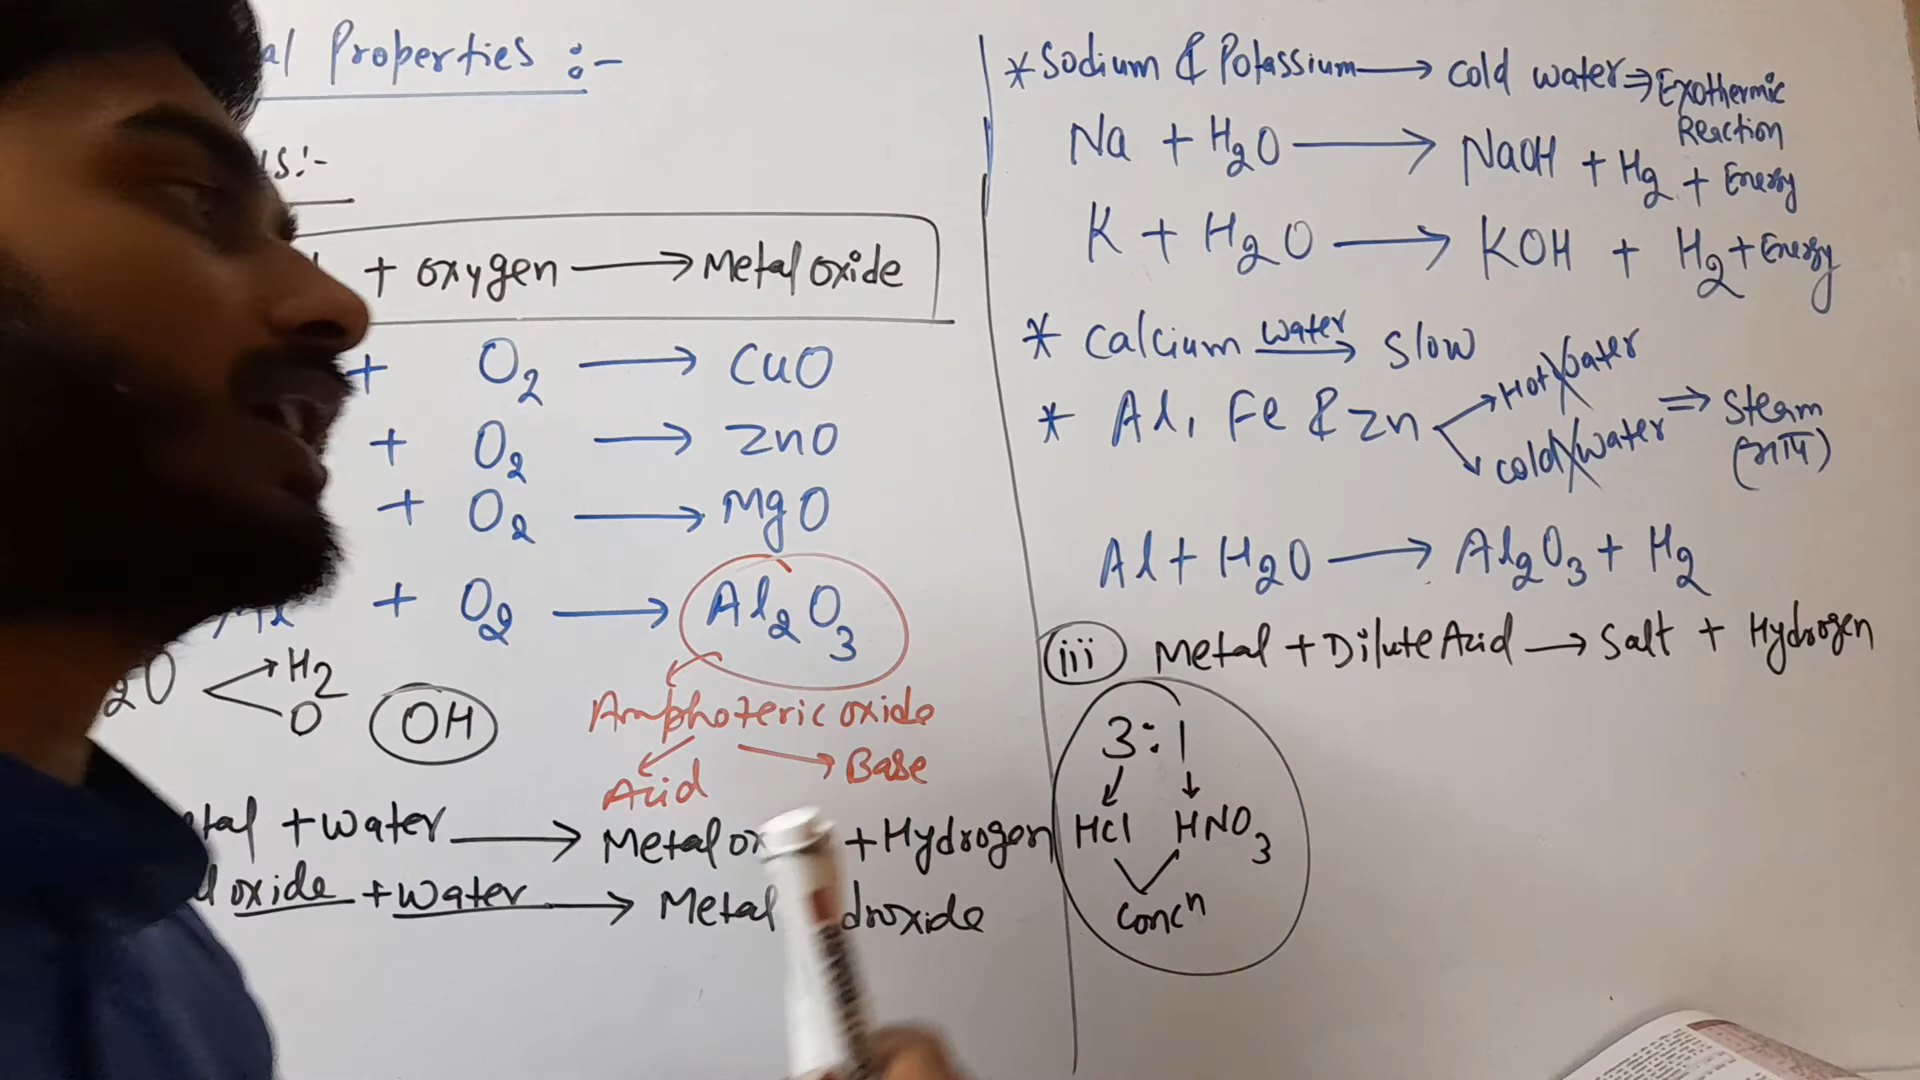 al Properties :-
s:-
+ oxygen → Metal oxide
+ O2 → CuO
+ O2 → ZnO
+ O2 → MgO
+ O2 → Al2O3
2O H2 O OH
Amphoteric oxide
Acid Base
tal + water → Metal ox + Hydrogen
oxide + water → Metal droxide
* Sodium & Potassium → cold water ⇒ Exothermic
Reaction
Na + H2O → NaOH + H2 + Energy
K + H2O → KOH + H2 + Energy
* Calcium water → Slow
* Al, Fe & Zn Hot water
cold water ⇒ Steam
(भाप)
Al + H2O → Al2O3 + H2
(iii) Metal + Dilute Acid → Salt + Hydrogen
3:1
HCl HNO3
Concn